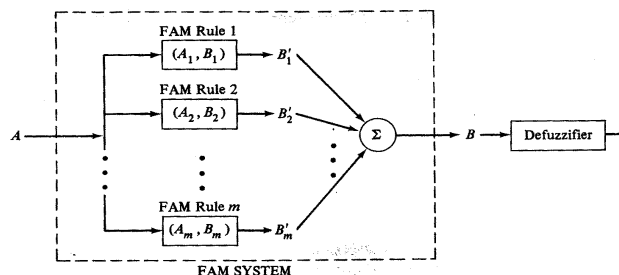 FAM Rule 1
(A₁, B₁)
B′₁
FAM Rule 2
(A₂, B₂)
B′₂
A
Σ
B
Defuzzifier
FAM Rule m
(Aₘ, Bₘ)
B′ₘ
FAM SYSTEM